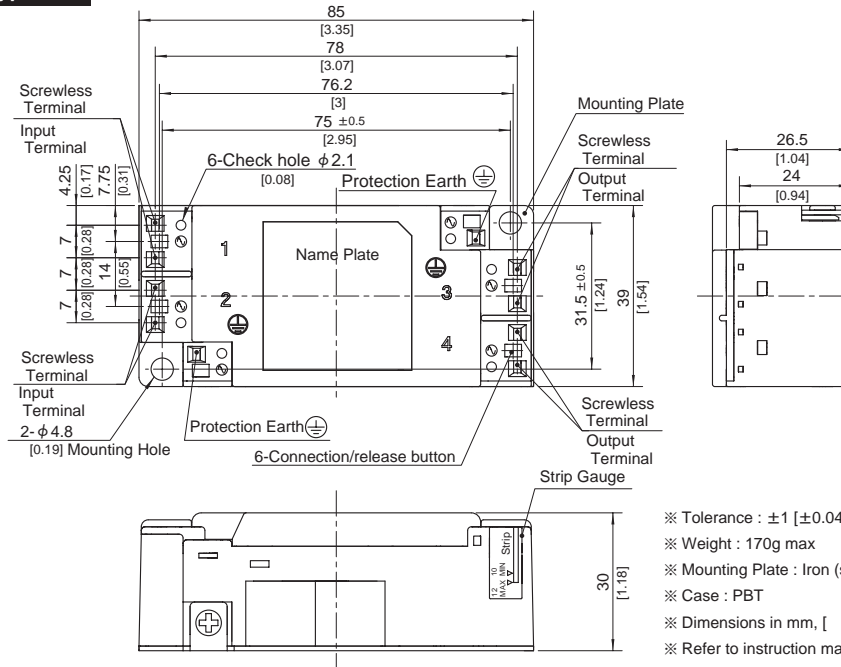 85
[3.35]
78
[3.07]
76.2
[3]
75 ±0.5
[2.95]
Screwless
Terminal
Input
Terminal
Mounting Plate
Screwless
Terminal
Output
Terminal
6-Check hole φ2.1
[0.08]
Protection Earth
4.25
[0.17]
7.75
[0.31]
7
[0.28]
7
[0.28]
14
[0.55]
7
[0.28]
1
2
3
4
Name Plate
31.5 ±0.5
[1.24]
39
[1.54]
26.5
[1.04]
24
[0.94]
Screwless
Terminal
Input
Terminal
2-φ4.8
[0.19] Mounting Hole
Protection Earth
6-Connection/release button
Screwless
Terminal
Output
Terminal
Strip Gauge
Strip
12 10
MAX MIN
30
[1.18]
※ Tolerance : ±1 [±0.04
※ Weight : 170g max
※ Mounting Plate : Iron (
※ Case : PBT
※ Dimensions in mm, [
※ Refer to instruction